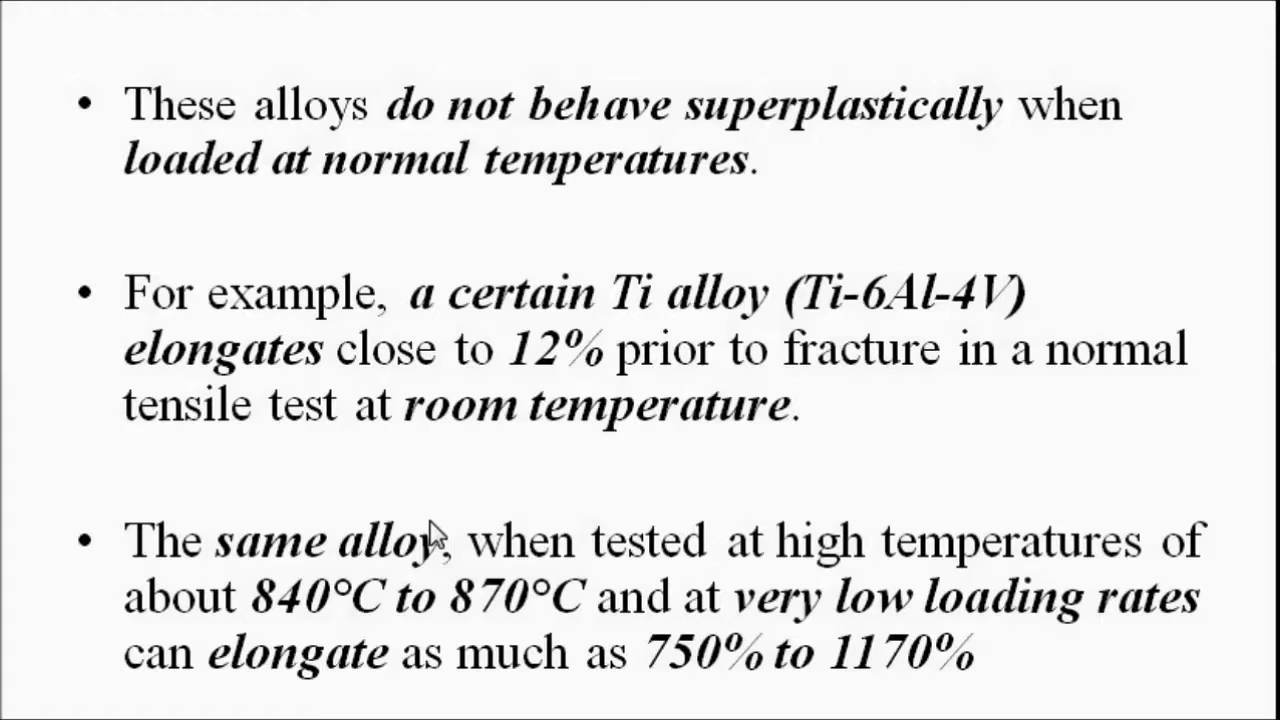 • These alloys do not behave superplastically when
loaded at normal temperatures.
• For example, a certain Ti alloy (Ti-6Al-4V)
elongates close to 12% prior to fracture in a normal
tensile test at room temperature.
• The same alloy, when tested at high temperatures of
about 840°C to 870°C and at very low loading rates
can elongate as much as 750% to 1170%